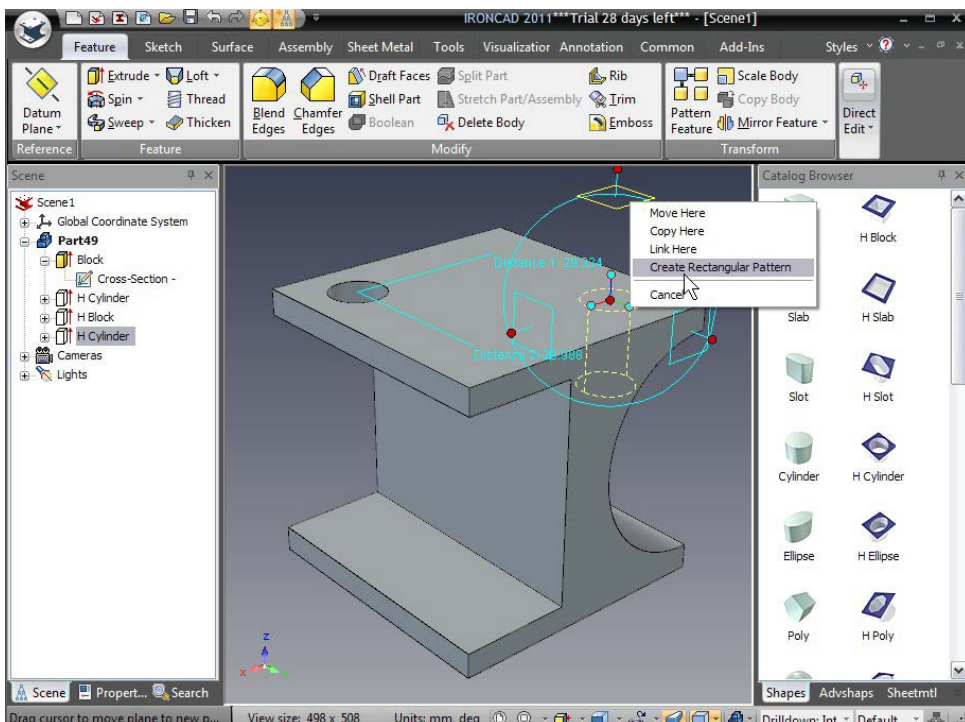 IRONCAD 2011***Trial 28 days left*** - [Scene1]
Feature Sketch Surface Assembly Sheet Metal Tools Visualization Annotation Common Add-Ins Styles
Datum Plane
Extrude Loft
Spin Thread
Sweep Thicken
Blend Edges
Chamfer Edges
Draft Faces Split Part Rib
Shell Part Stretch Part/Assembly Trim
Boolean Delete Body Emboss
Pattern Feature
Scale Body
Copy Body
Mirror Feature
Direct Edit
Reference Feature Modify Transform
Scene
Scene1
Global Coordinate System
Part49
Block
Cross-Section -
H Cylinder
H Block
H Cylinder
Cameras
Lights
Distance 1: 28.334
Move Here
Copy Here
Link Here
Create Rectangular Pattern
Cancel
z
x
Catalog Browser
H Block
Slab H Slab
Slot H Slot
Cylinder H Cylinder
Ellipse H Ellipse
Poly H Poly
Scene Propert... Search
Shapes Advshaps Sheetmtl
Drag cursor to move plane to new p... View size: 498 x 508 Units: mm, deg Drilldown: Int Default